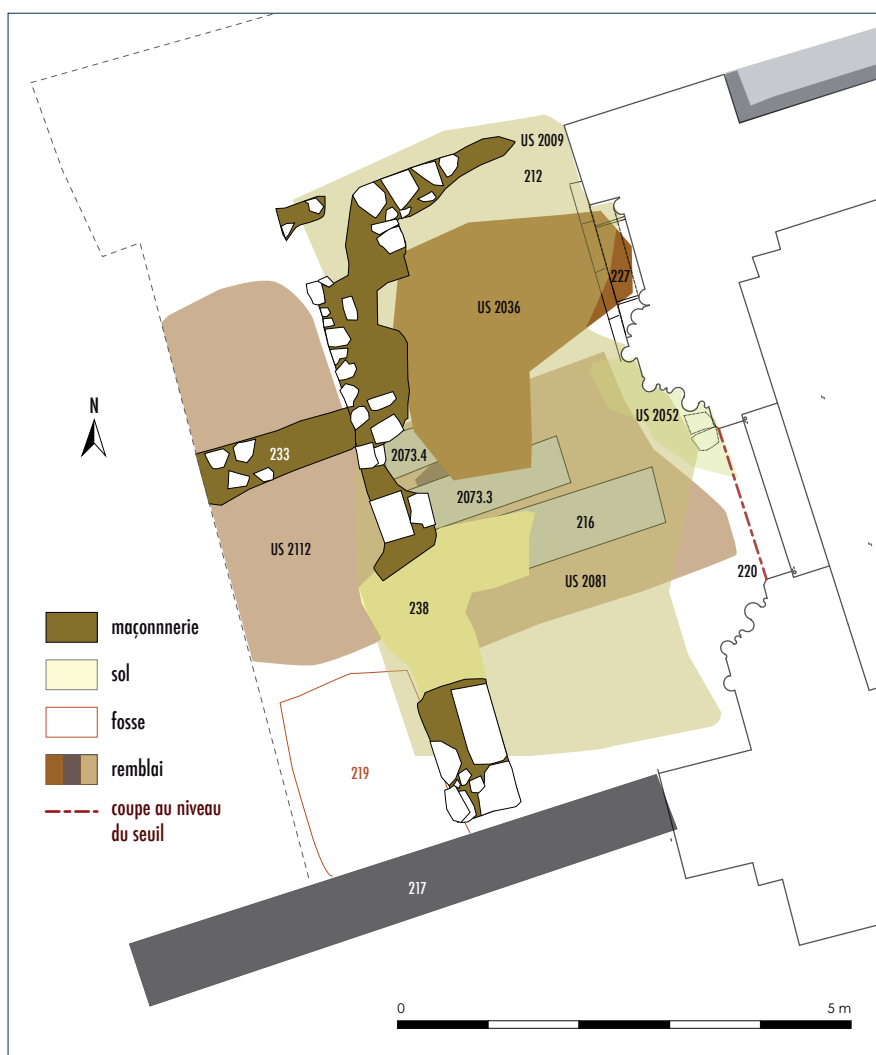 US 2009
212
227
US 2036
US 2052
N
2073.4
233
2073.3
216
US 2112
US 2081
220
238
maçonnnerie
sol
fosse
remblai
coupe au niveau
du seuil
219
217
0
5 m